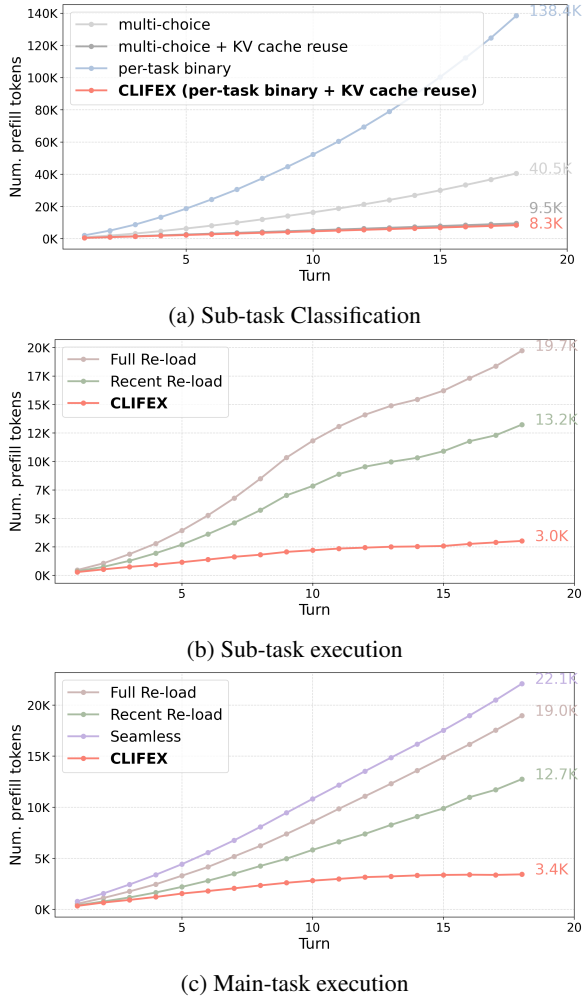 140K
120K
100K
80K
60K
40K
20K
0K
Num. prefill tokens
multi-choice
multi-choice + KV cache reuse
per-task binary
CLIFEX (per-task binary + KV cache reuse)
138.4K
40.5K
9.5K
8.3K
5
10
15
20
Turn
(a) Sub-task Classification
20K
17K
15K
12K
10K
7K
5K
2K
0K
Num. prefill tokens
Full Re-load
Recent Re-load
CLIFEX
19.7K
13.2K
3.0K
5
10
15
20
Turn
(b) Sub-task execution
20K
15K
10K
5K
0K
Num. prefill tokens
Full Re-load
Recent Re-load
Seamless
CLIFEX
22.1K
19.0K
12.7K
3.4K
5
10
15
20
Turn
(c) Main-task execution